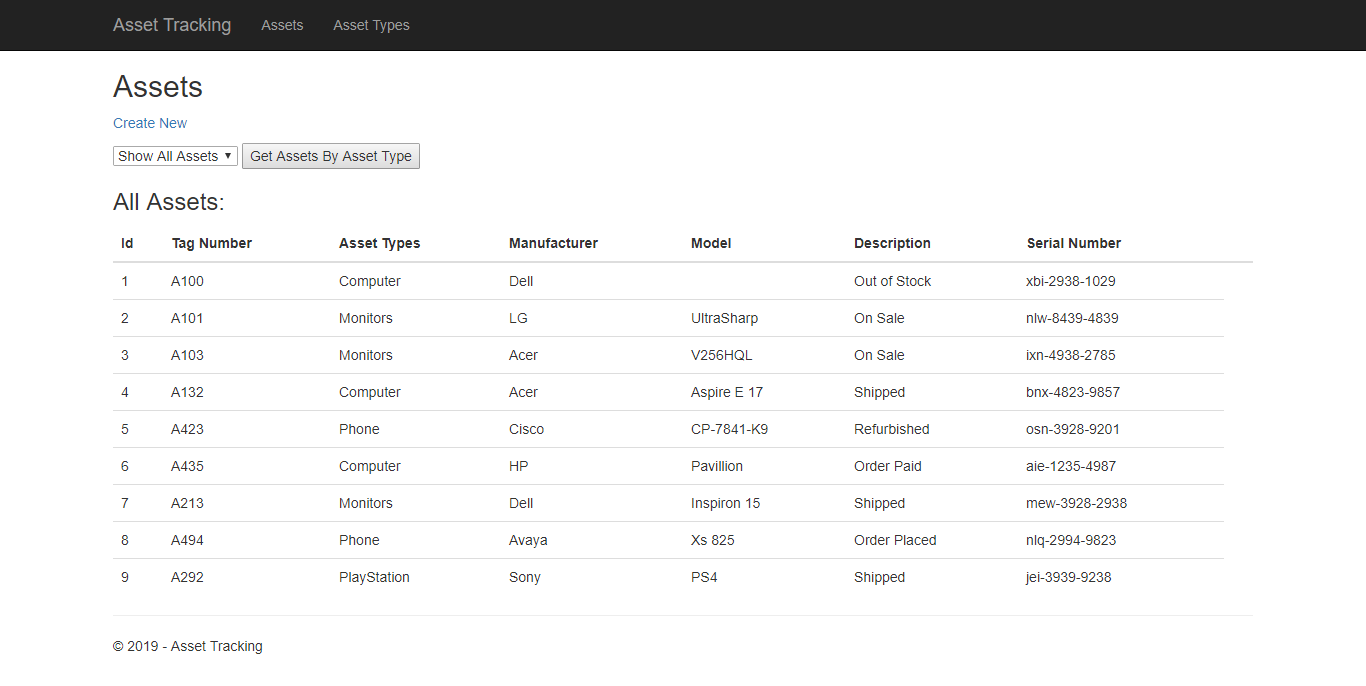 Asset Tracking Assets Asset Types
Assets
Create New
Show All Assets Get Assets By Asset Type
All Assets:
Id Tag Number Asset Types Manufacturer Model Description Serial Number
1 A100 Computer Dell Out of Stock xbi-2938-1029
2 A101 Monitors LG UltraSharp On Sale nlw-8439-4839
3 A103 Monitors Acer V256HQL On Sale ixn-4938-2785
4 A132 Computer Acer Aspire E 17 Shipped bnx-4823-9857
5 A423 Phone Cisco CP-7841-K9 Refurbished osn-3928-9201
6 A435 Computer HP Pavillion Order Paid aie-1235-4987
7 A213 Monitors Dell Inspiron 15 Shipped mew-3928-2938
8 A494 Phone Avaya Xs 825 Order Placed nlq-2994-9823
9 A292 PlayStation Sony PS4 Shipped jei-3939-9238
© 2019 - Asset Tracking